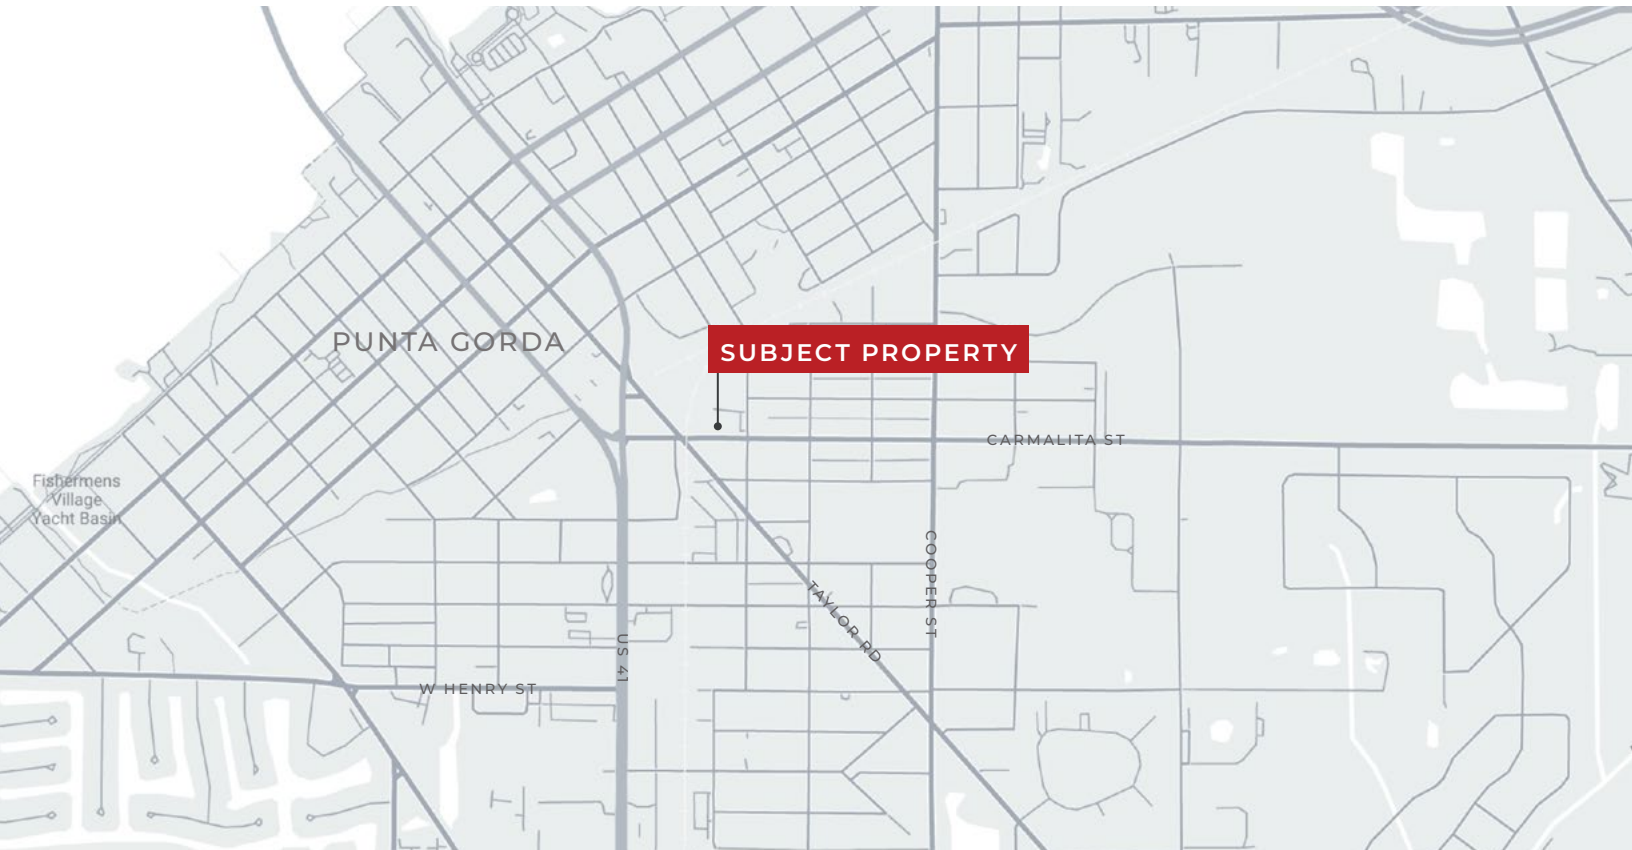 PUNTA GORDA
SUBJECT PROPERTY
CARMALITA ST
Fishermens
Village
Yacht Basin
COOPER ST
TAYLOR RD
US 41
W HENRY ST